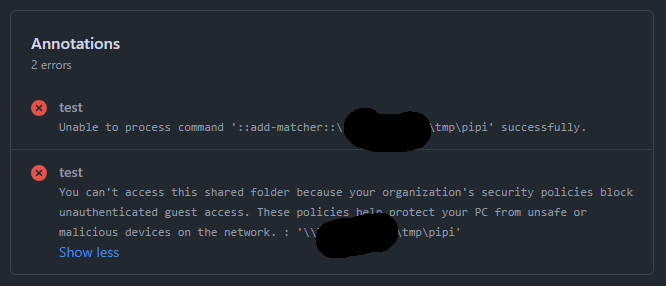 Annotations
2 errors
test
Unable to process command '::add-matcher::\ \tmp\pipi' successfully.
test
You can't access this shared folder because your organization's security policies block
unauthenticated guest access. These policies help protect your PC from unsafe or
malicious devices on the network. : '\\ \tmp\pipi'
Show less